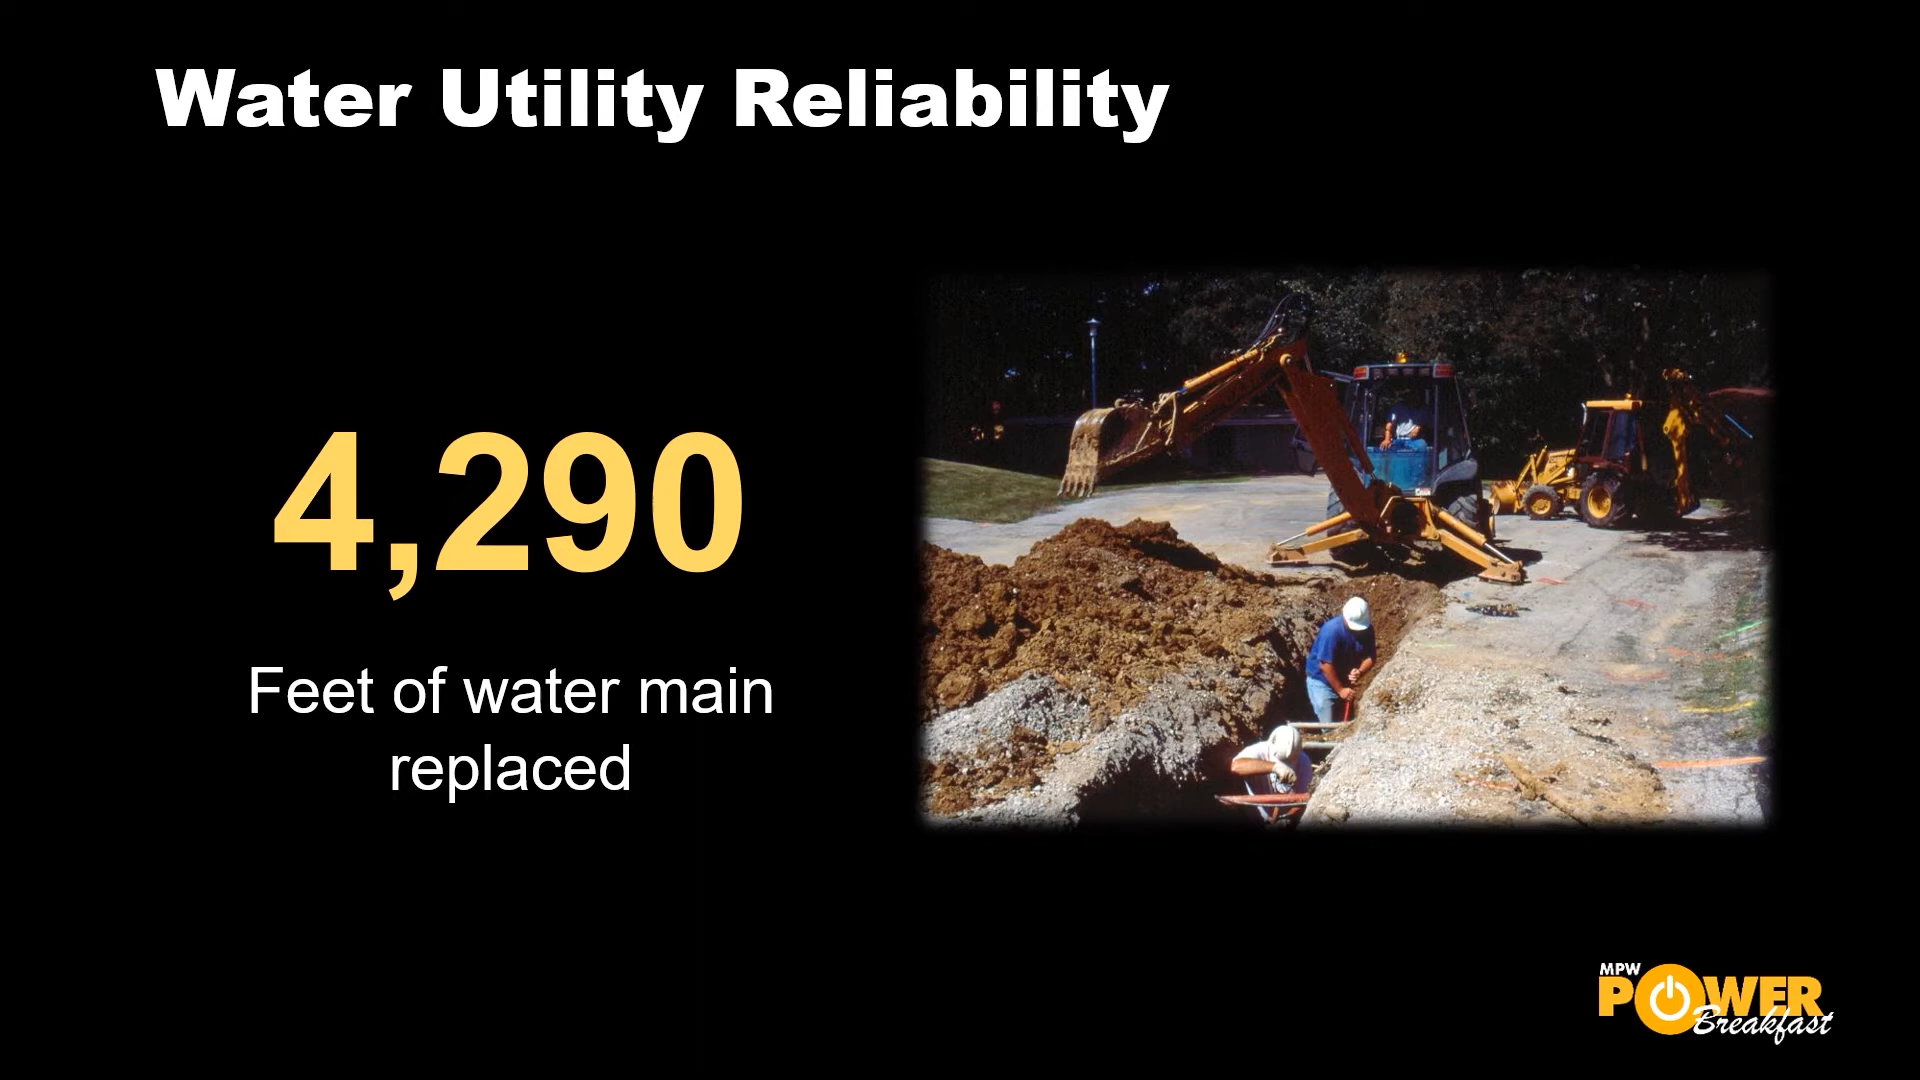 Water Utility Reliability
4,290
Feet of water main
replaced
MPW
POWER
Breakfast